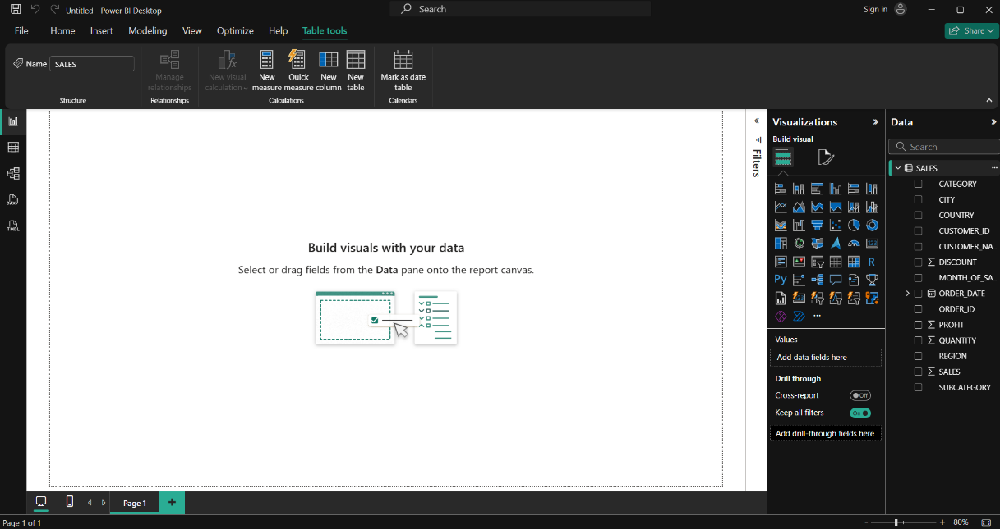 Untitled - Power BI Desktop
Search
Sign in
File Home Insert Modeling View Optimize Help Table tools
Share
Name SALES
Manage relationships
New visual calculation
New measure
Quick measure
New column
New table
Mark as date table
Structure
Relationships
Calculations
Calendars
DAX
TMDL
Build visuals with your data
Select or drag fields from the Data pane onto the report canvas.
Filters
Visualizations
Build visual
123
R
Py
Values
Add data fields here
Drill through
Cross-report Off
Keep all filters On
Add drill-through fields here
Data
Search
SALES
CATEGORY
CITY
COUNTRY
CUSTOMER_ID
CUSTOMER_NA...
DISCOUNT
MONTH_OF_SA...
ORDER_DATE
ORDER_ID
PROFIT
QUANTITY
REGION
SALES
SUBCATEGORY
Page 1
Page 1 of 1
80%